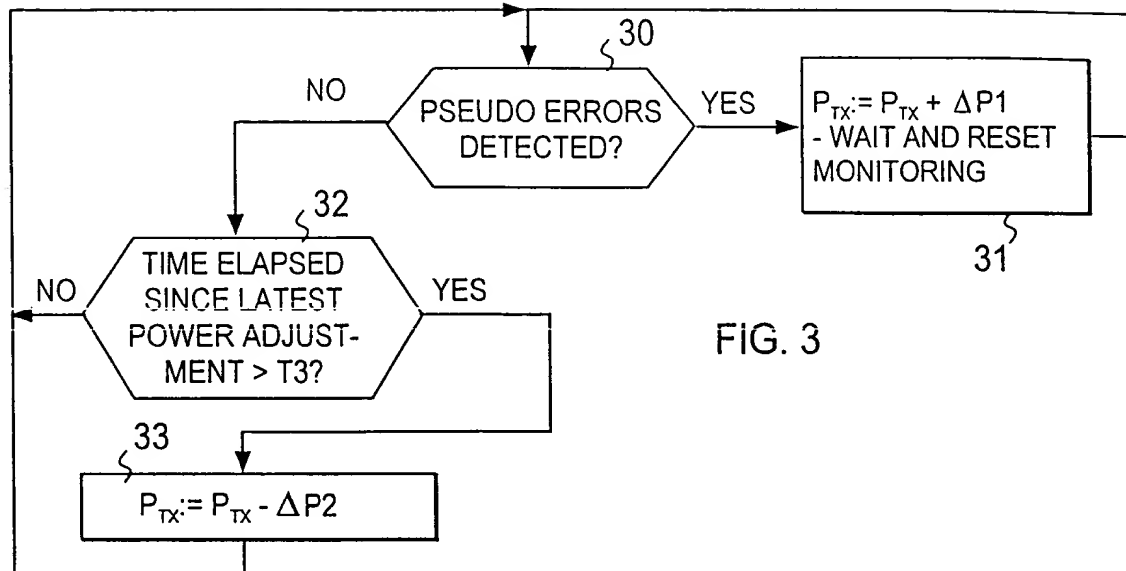 30
NO
PSEUDO ERRORS
DETECTED?
YES
P_TX:= P_TX + ΔP1
- WAIT AND RESET
MONITORING
31
32
NO
TIME ELAPSED
SINCE LATEST
POWER ADJUST-
MENT > T3?
YES
FIG. 3
33
P_TX:= P_TX - ΔP2